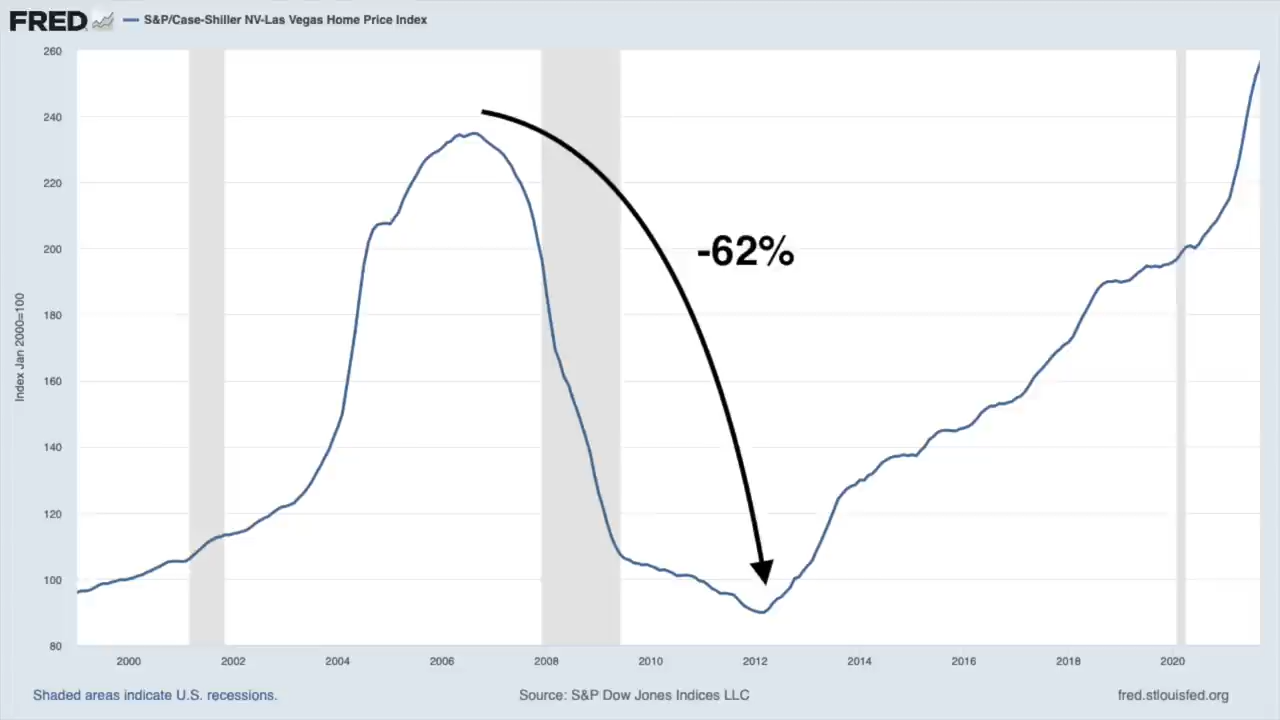 FRED S&P/Case-Shiller NV-Las Vegas Home Price Index
260
240
220
200
180
160
140
120
100
80
Index Jan 2000=100
-62%
2000 2002 2004 2006 2008 2010 2012 2014 2016 2018 2020
Shaded areas indicate U.S. recessions. Source: S&P Dow Jones Indices LLC fred.stlouisfed.org